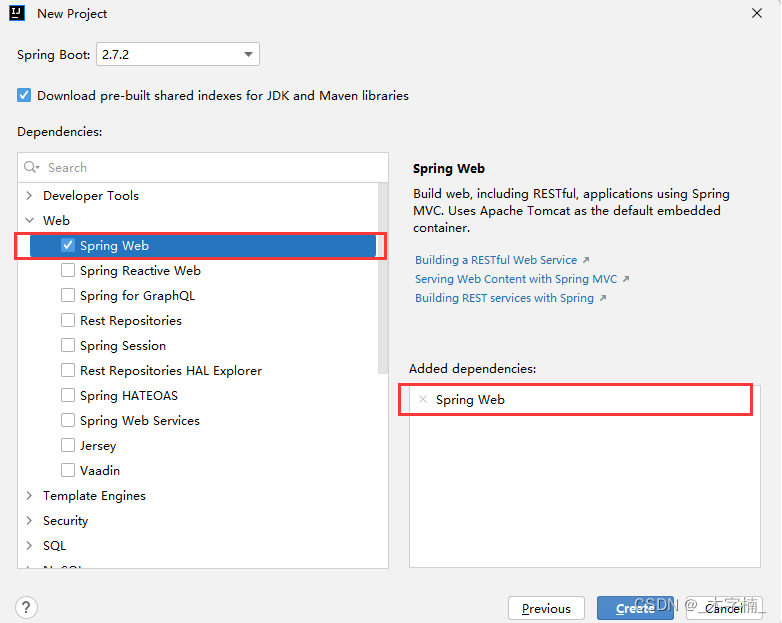 New Project
Spring Boot: 2.7.2
Download pre-built shared indexes for JDK and Maven libraries
Dependencies:
Search
Developer Tools
Web
Spring Web
Spring Reactive Web
Spring for GraphQL
Rest Repositories
Spring Session
Rest Repositories HAL Explorer
Spring HATEOAS
Spring Web Services
Jersey
Vaadin
Template Engines
Security
SQL
Spring Web
Build web, including RESTful, applications using Spring
MVC. Uses Apache Tomcat as the default embedded
container.
Building a RESTful Web Service
Serving Web Content with Spring MVC
Building REST services with Spring
Added dependencies:
Spring Web
?
Previous
Create
Cancel
CSDN @_木字楠_